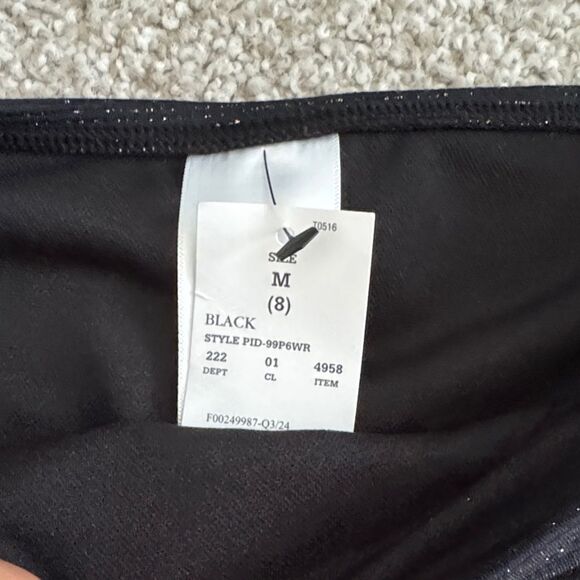 T0516
SIZE
M
(8)
BLACK
STYLE PID-99P6WR
222 01 4958
DEPT CL ITEM
F00249987-Q3/24